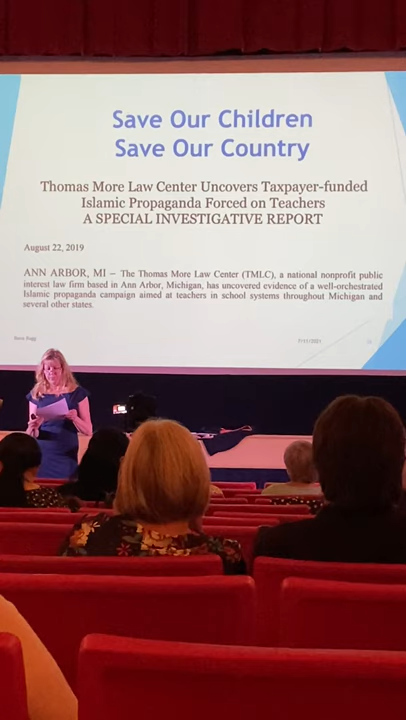 Save Our Children
Save Our Country
Thomas More Law Center Uncovers Taxpayer-funded
Islamic Propaganda Forced on Teachers
A SPECIAL INVESTIGATIVE REPORT
August 22, 2019
ANN ARBOR, MI – The Thomas More Law Center (TMLC), a national nonprofit public
interest law firm based in Ann Arbor, Michigan, has uncovered evidence of a well-orchestrated
Islamic propaganda campaign aimed at teachers in school systems throughout Michigan and
several other states.